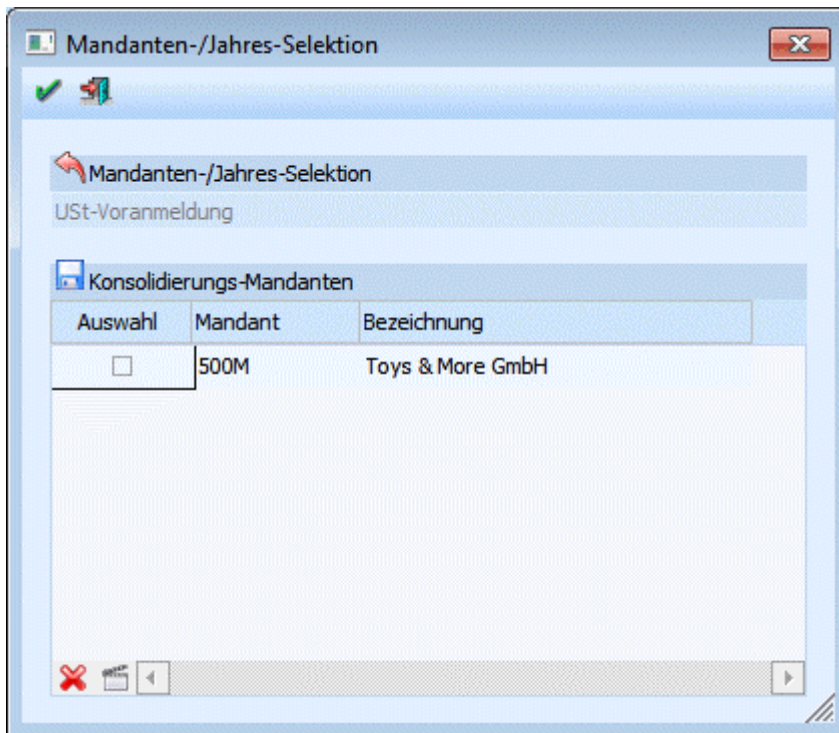 Mandanten-/Jahres-Selektion
Mandanten-/Jahres-Selektion
USt-Voranmeldung
Konsolidierungs-Mandanten
Auswahl Mandant Bezeichnung
500M Toys & More GmbH